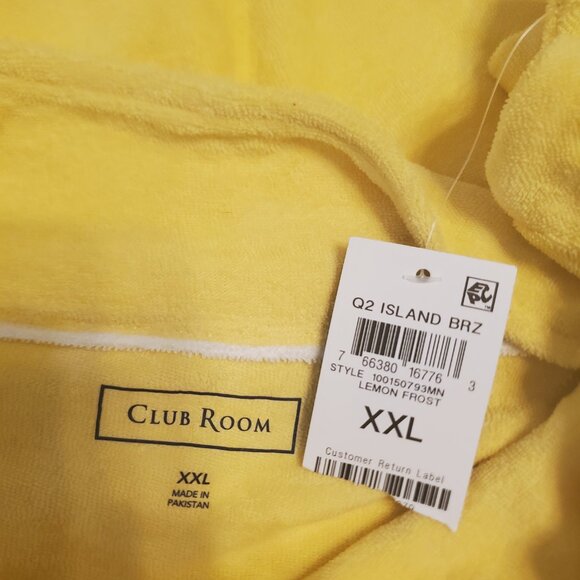 CLUB ROOM
XXL
MADE IN
PAKISTAN
Q2 ISLAND BRZ
7 66380 16776 3
STYLE 100150793MN
LEMON FROST
XXL
Customer Return Label